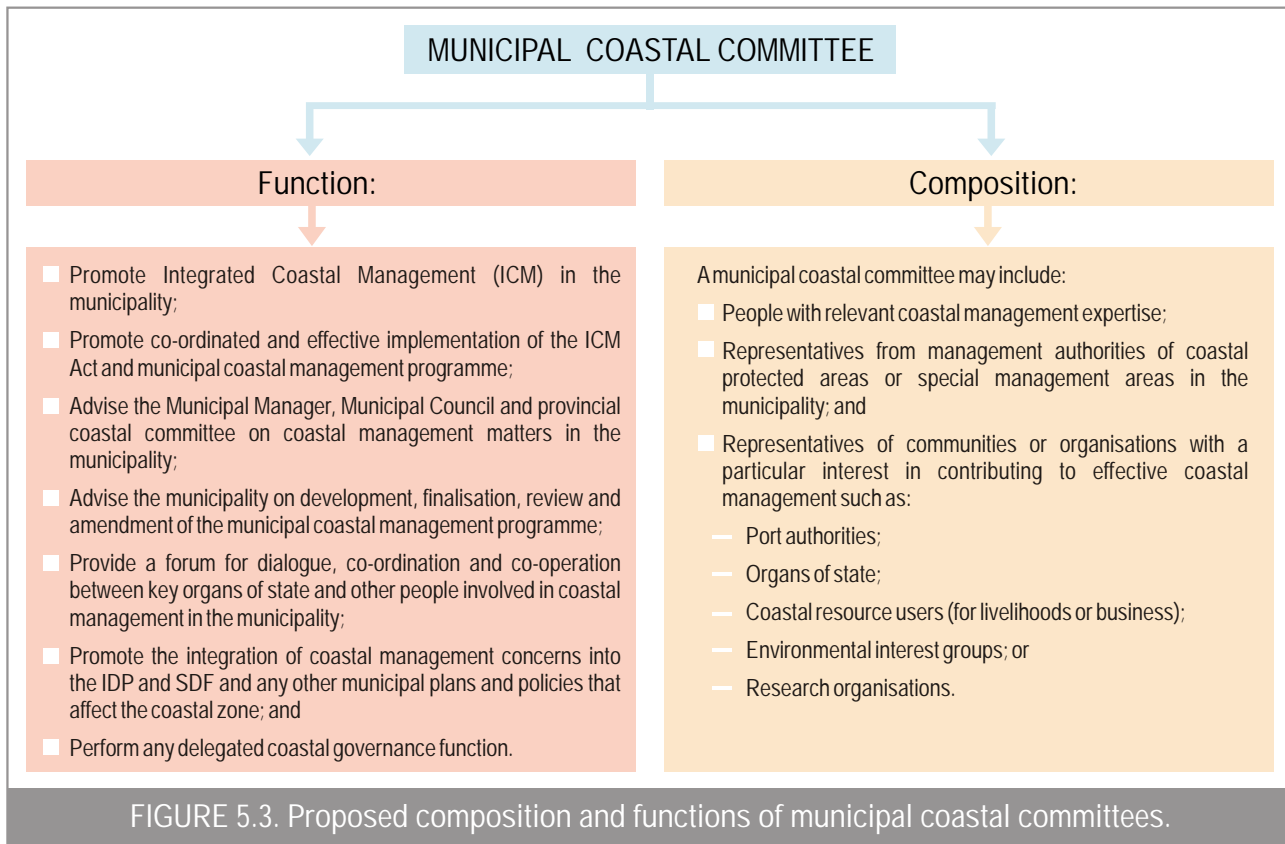 MUNICIPAL COASTAL COMMITTEE
Function:
Promote Integrated Coastal Management (ICM) in the
municipality;
Promote co-ordinated and effective implementation of the ICM
Act and municipal coastal management programme;
Advise the Municipal Manager, Municipal Council and provincial
coastal committee on coastal management matters in the
municipality;
Advise the municipality on development, finalisation, review and
amendment of the municipal coastal management programme;
Provide a forum for dialogue, co-ordination and co-operation
between key organs of state and other people involved in coastal
management in the municipality;
Promote the integration of coastal management concerns into
the IDP and SDF and any other municipal plans and policies that
affect the coastal zone; and
Perform any delegated coastal governance function.
Composition:
A municipal coastal committee may include:
People with relevant coastal management expertise;
Representatives from management authorities of coastal
protected areas or special management areas in the
municipality; and
Representatives of communities or organisations with a
particular interest in contributing to effective coastal
management such as:
— Port authorities;
— Organs of state;
— Coastal resource users (for livelihoods or business);
— Environmental interest groups; or
— Research organisations.
FIGURE 5.3. Proposed composition and functions of municipal coastal committees.